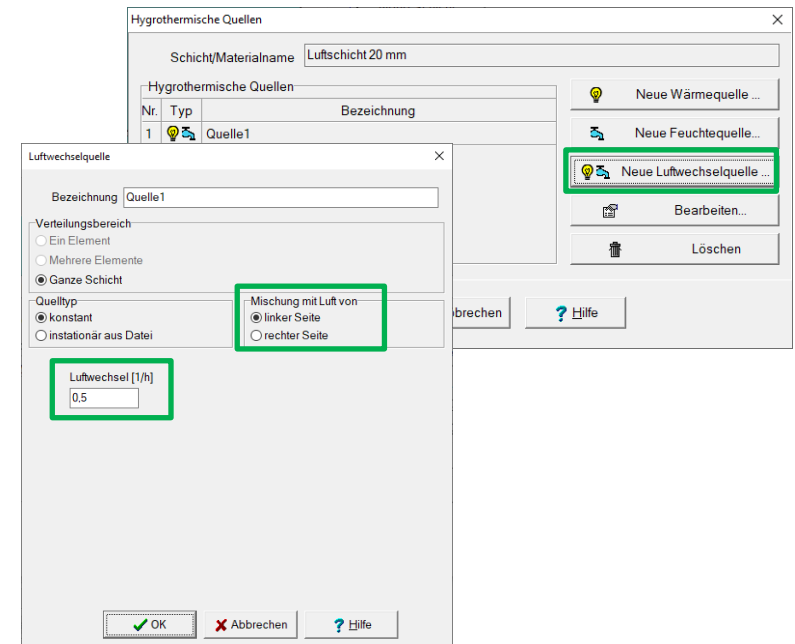 Hygrothermische Quellen
Schicht/Materialname Luftschicht 20 mm
Hygrothermische Quellen
Nr. Typ Bezeichnung
1 Quelle1
Neue Wärmequelle ...
Neue Feuchtequelle...
Neue Luftwechselquelle ...
Bearbeiten...
Löschen
bbrechen
? Hilfe
Luftwechselquelle
Bezeichnung Quelle1
Verteilungsbereich
Ein Element
Mehrere Elemente
Ganze Schicht
Quelltyp
konstant
instationär aus Datei
Mischung mit Luft von
linker Seite
rechter Seite
Luftwechsel [1/h]
0,5
OK
Abbrechen
? Hilfe